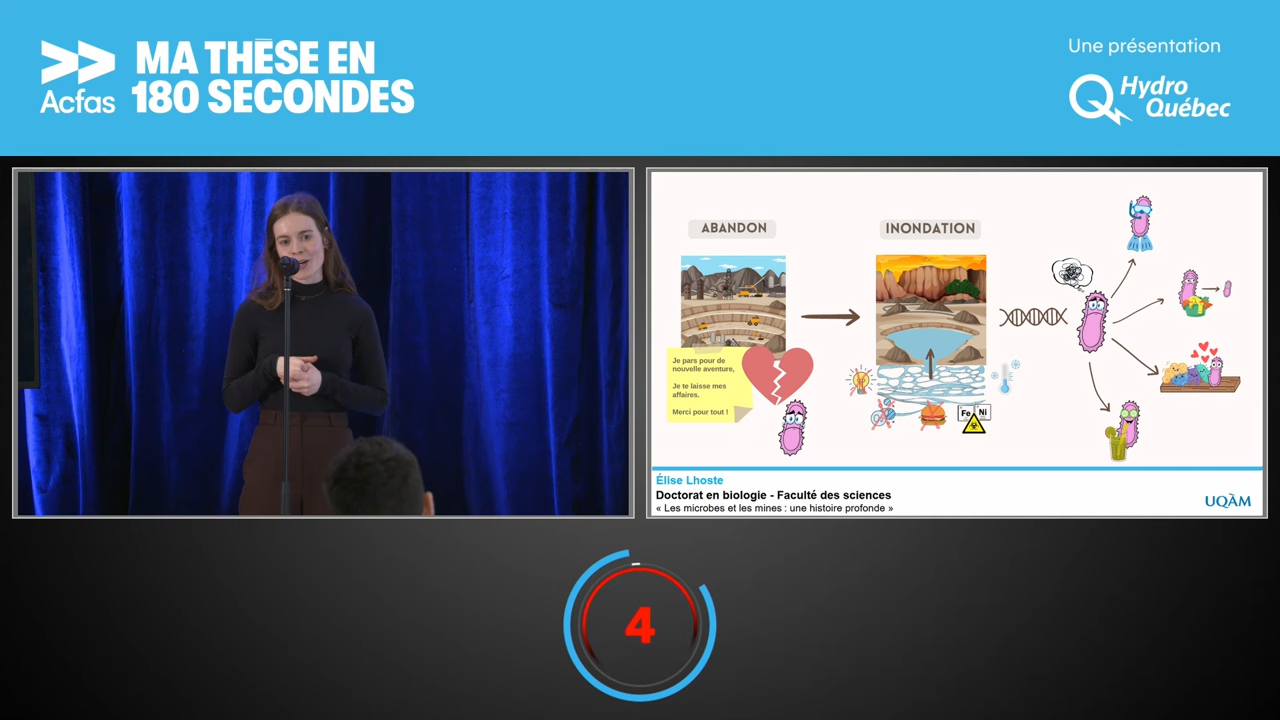 MA THÈSE EN
180 SECONDES
Acfas
Une présentation
Hydro
Québec
ABANDON
INONDATION
Je pars pour de
nouvelle aventure,
Je te laisse mes
affaires.
Merci pour tout !
Fe Ni
Élise Lhoste
Doctorat en biologie - Faculté des sciences
« Les microbes et les mines : une histoire profonde »
UQÀM
4